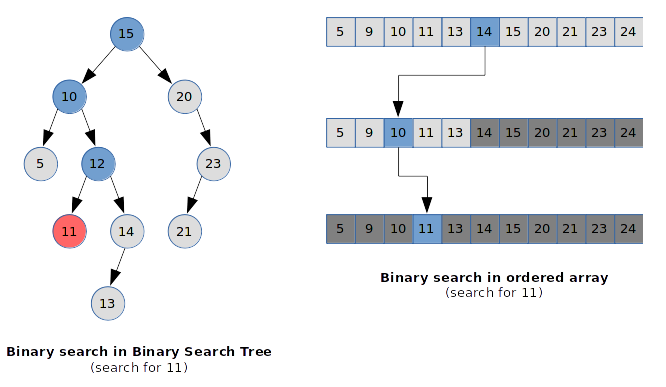 15
10 20
5 12 23
11 14 21
13
Binary search in Binary Search Tree
(search for 11)
5 9 10 11 13 14 15 20 21 23 24
5 9 10 11 13 14 15 20 21 23 24
5 9 10 11 13 14 15 20 21 23 24
Binary search in ordered array
(search for 11)